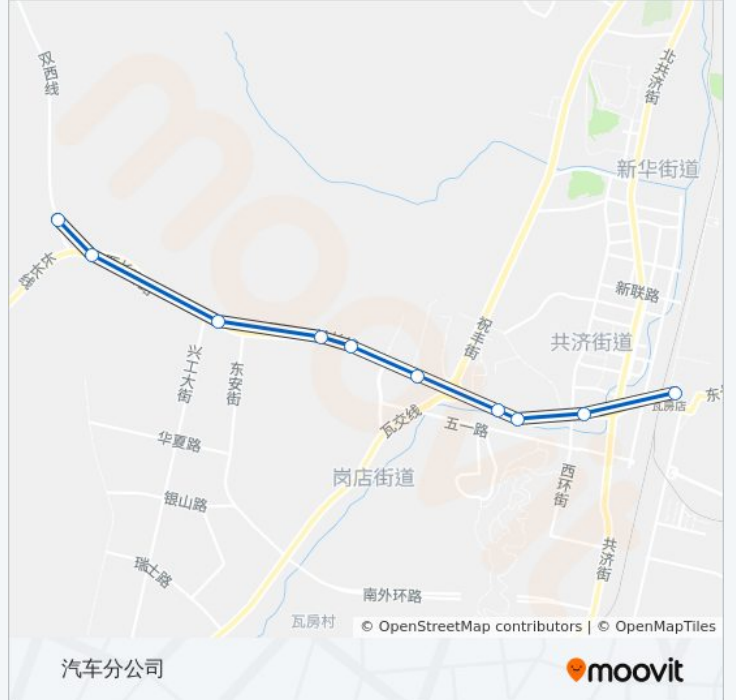 双西线
北共济街
新华街道
木宋线
新联路
祝丰街
共济街道
兴工大街
东安街
瓦房店
瓦交线
五一路
华夏路
岗店街道
西环街
银山路
共济街
瑞士路
南外环路
瓦房村
© OpenStreetMap contributors | © OpenMapTiles
汽车分公司
moovit